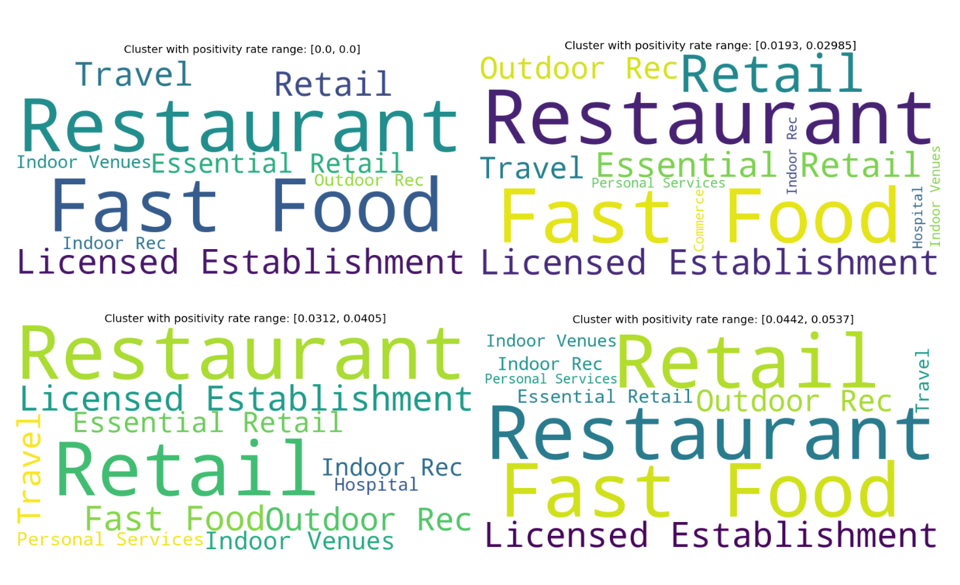 Cluster with positivity rate range: [0.0, 0.0]
Travel
Retail
Restaurant
Indoor Venues
Essential Retail
Fast Food
Outdoor Rec
Indoor Rec
Licensed Establishment
Cluster with positivity rate range: [0.0193, 0.02985]
Outdoor Rec
Retail
Restaurant
Indoor Rec
Travel
Essential Retail
Indoor Venues
Personal Services
Fast Food
Commerce
Hospital
Licensed Establishment
Cluster with positivity rate range: [0.0312, 0.0405]
Restaurant
Licensed Establishment
Essential Retail
Travel
Retail
Indoor Rec
Hospital
Fast Food
Outdoor Rec
Personal Services
Indoor Venues
Cluster with positivity rate range: [0.0442, 0.0537]
Indoor Venues
Retail
Indoor Rec
Personal Services
Travel
Essential Retail
Outdoor Rec
Restaurant
Fast Food
Licensed Establishment